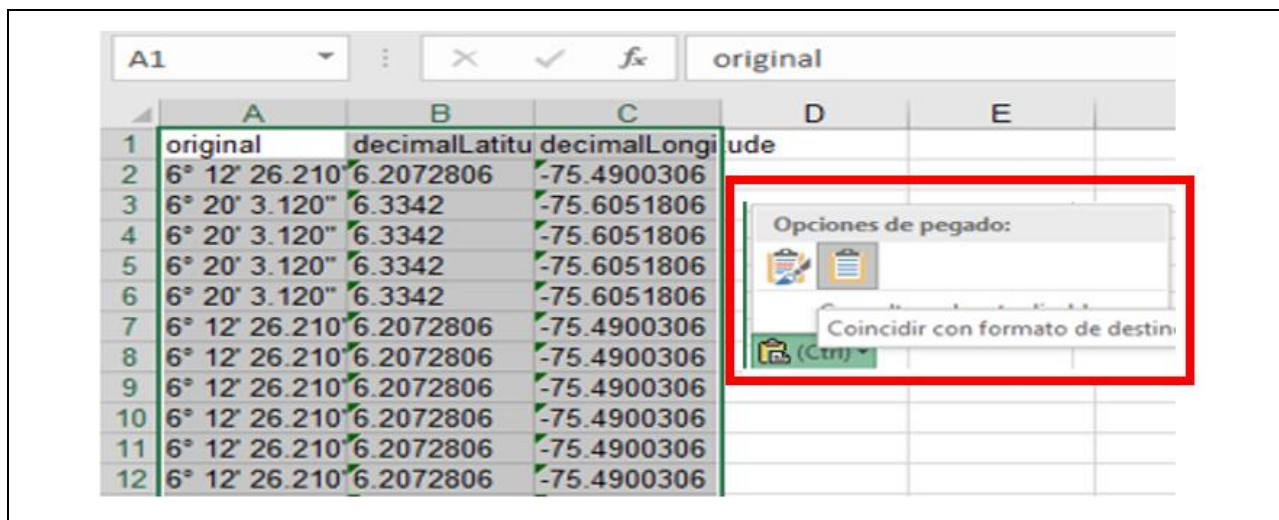 A1 fx original
A B C D E
1 original decimalLatitu decimalLongitude
2 6° 12' 26.210" 6.2072806 -75.4900306
3 6° 20' 3.120" 6.3342 -75.6051806
4 6° 20' 3.120" 6.3342 -75.6051806
5 6° 20' 3.120" 6.3342 -75.6051806
6 6° 20' 3.120" 6.3342 -75.6051806
7 6° 12' 26.210" 6.2072806 -75.4900306
8 6° 12' 26.210" 6.2072806 -75.4900306
9 6° 12' 26.210" 6.2072806 -75.4900306
10 6° 12' 26.210" 6.2072806 -75.4900306
11 6° 12' 26.210" 6.2072806 -75.4900306
12 6° 12' 26.210" 6.2072806 -75.4900306
Opciones de pegado:
Coincidir con formato de destin
(Ctrl)